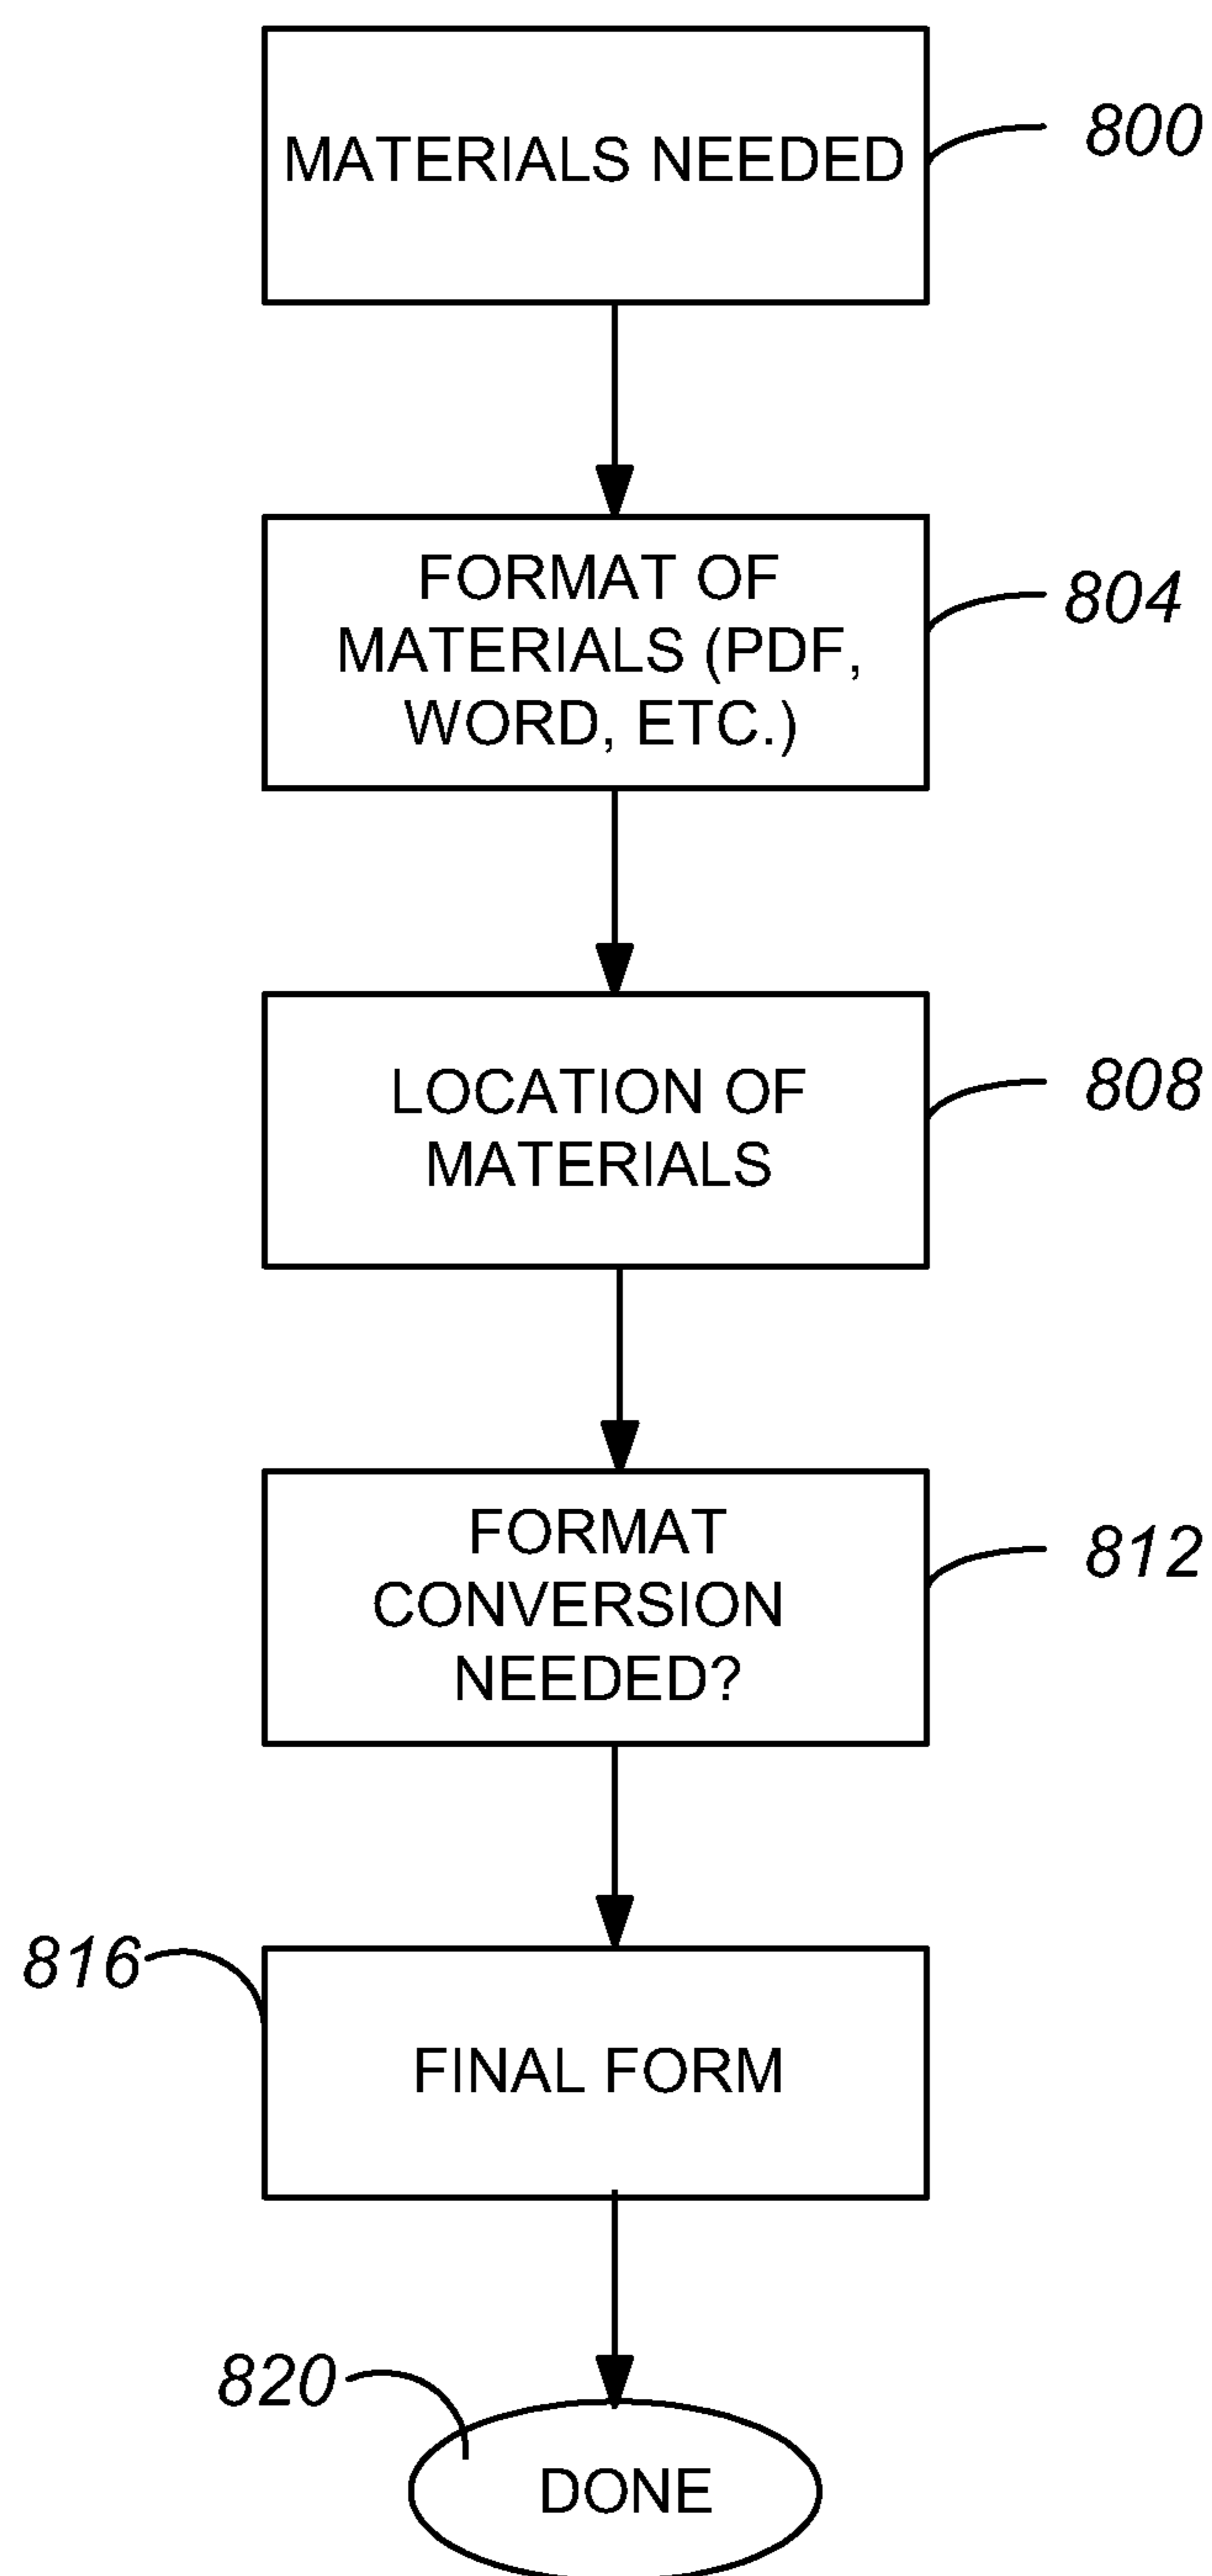 MATERIALS NEEDED
800
FORMAT OF
MATERIALS (PDF,
WORD, ETC.)
804
LOCATION OF
MATERIALS
808
FORMAT
CONVERSION
NEEDED?
812
816
FINAL FORM
820
DONE